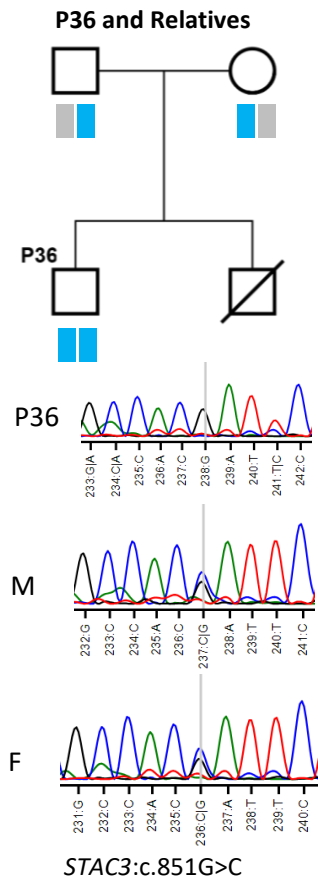 P36 and Relatives
P36
P36
233:G|A 234:C|A 235:C 236:A 237:C 238:G 239:A 240:T 241:T|C 242:C
M
232:G 233:C 234:C 235:A 236:C 237:C|G 238:A 239:T 240:T 241:C
F
231:G 232:C 233:C 234:A 235:C 236:C|G 237:A 238:T 239:T 240:C
STAC3:c.851G>C